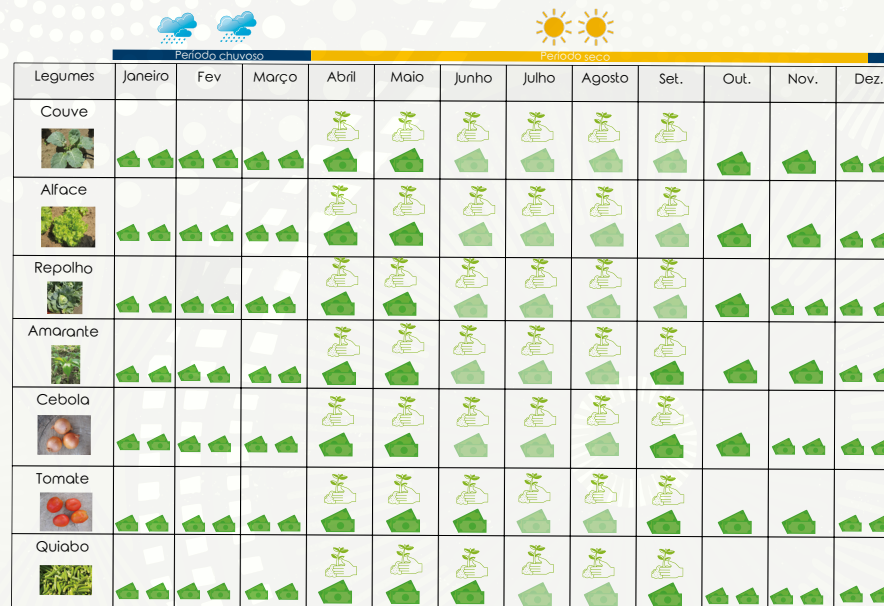 Período chuvoso
Período seco
Legumes Janeiro Fev Março Abril Maio Junho Julho Agosto Set. Out. Nov. Dez.
Couve
Alface
Repolho
Amarante
Cebola
Tomate
Quiabo